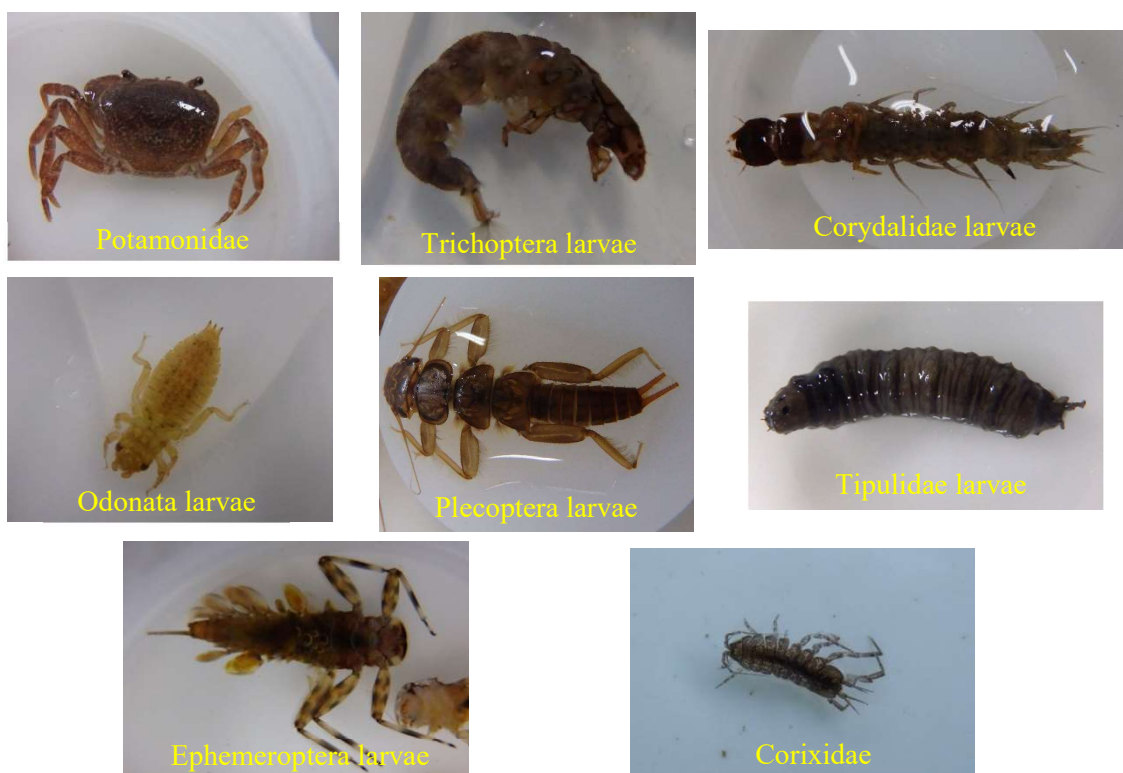 Potamonidae
Trichoptera larvae
Corydalidae larvae
Odonata larvae
Plecoptera larvae
Tipulidae larvae
Ephemeroptera larvae
Corixidae